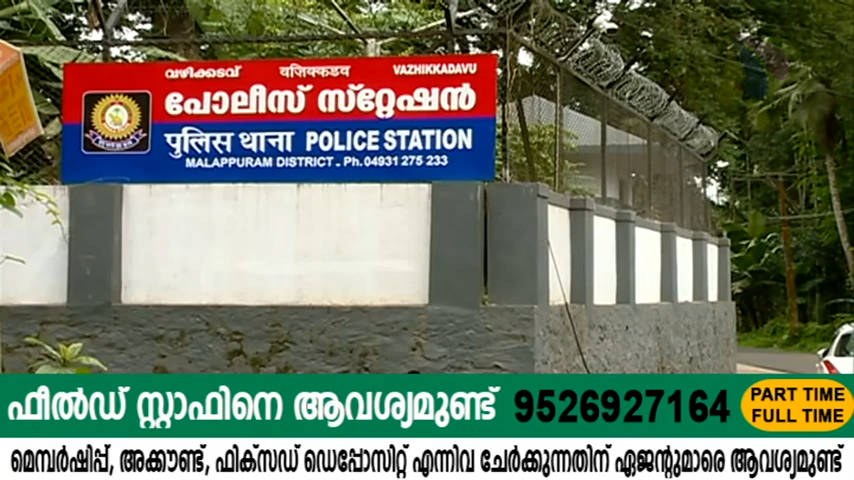 വഴിക്കടവ് वजिक्कडव VAZHIKKADAVU
പോലീസ് സ്റ്റേഷൻ
पुलिस थाना POLICE STATION
MALAPPURAM DISTRICT - Ph. 04931 275 233
ഫീൽഡ് സ്റ്റാഫിനെ ആവശ്യമുണ്ട് 9526927164
PART TIME
FULL TIME
മെമ്പർഷിപ്പ്, അക്കൗണ്ട്, ഫിക്സഡ് ഡെപ്പോസിറ്റ് എന്നിവ ചേർക്കുന്നതിന് ഏജന്റുമാരെ ആവശ്യമുണ്ട്